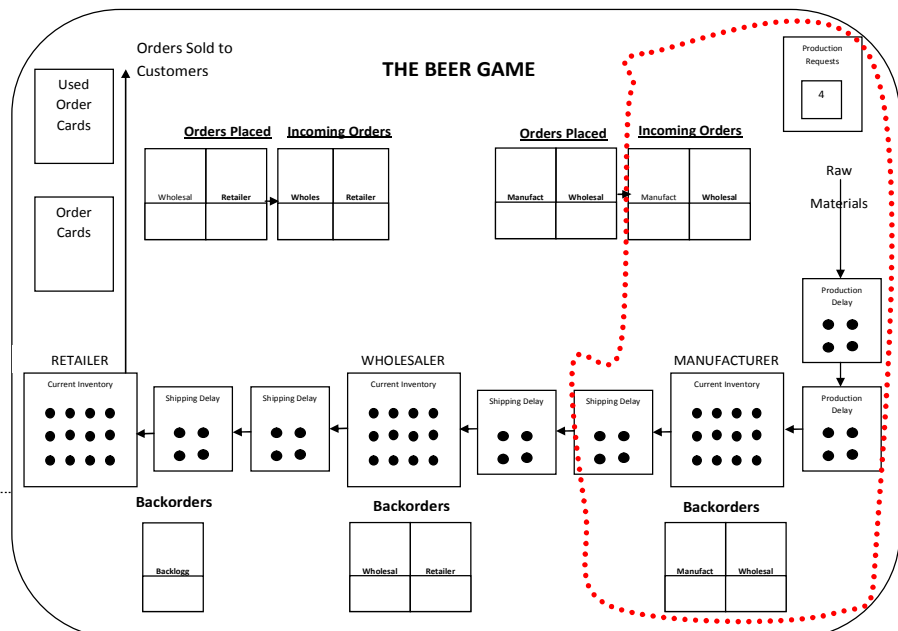 Orders Sold to
Customers
THE BEER GAME
Production
Requests
4
Used
Order
Cards
Orders Placed
Incoming Orders
Wholesal
Retailer
Wholes
Retailer
Orders Placed
Incoming Orders
Manufact
Wholesal
Manufact
Wholesal
Raw
Materials
Order
Cards
Production
Delay
RETAILER
Current Inventory
Shipping Delay
Shipping Delay
WHOLESALER
Current Inventory
Shipping Delay
Shipping Delay
MANUFACTURER
Current Inventory
Production
Delay
Backorders
Backlogg
Backorders
Wholesal
Retailer
Backorders
Manufact
Wholesal